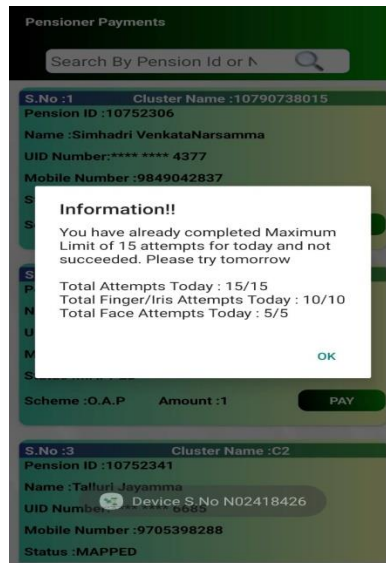 Pensioner Payments
Search By Pension Id or N
S.No :1 Cluster Name :10790738015
Pension ID :10752306
Name :Simhadri VenkataNarsamma
UID Number:**** **** 4377
Mobile Number :9849042837
Information!!
You have already completed Maximum
Limit of 15 attempts for today and not
succeeded. Please try tomorrow
Total Attempts Today : 15/15
Total Finger/Iris Attempts Today : 10/10
Total Face Attempts Today : 5/5
OK
Scheme :O.A.P Amount :1 PAY
S.No :3 Cluster Name :C2
Pension ID :10752341
Name :Tallurl Jayamma
Device S.No N02418426
UID Number:**** **** 6685
Mobile Number :9705398288
Status :MAPPED